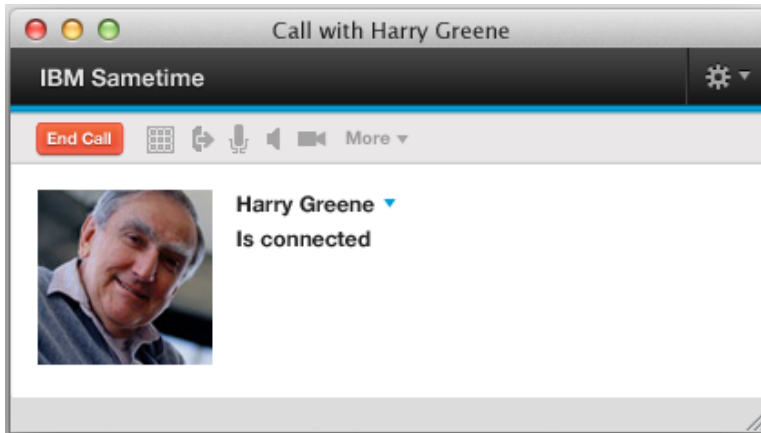 Call with Harry Greene
IBM Sametime
End Call More
Harry Greene
Is connected